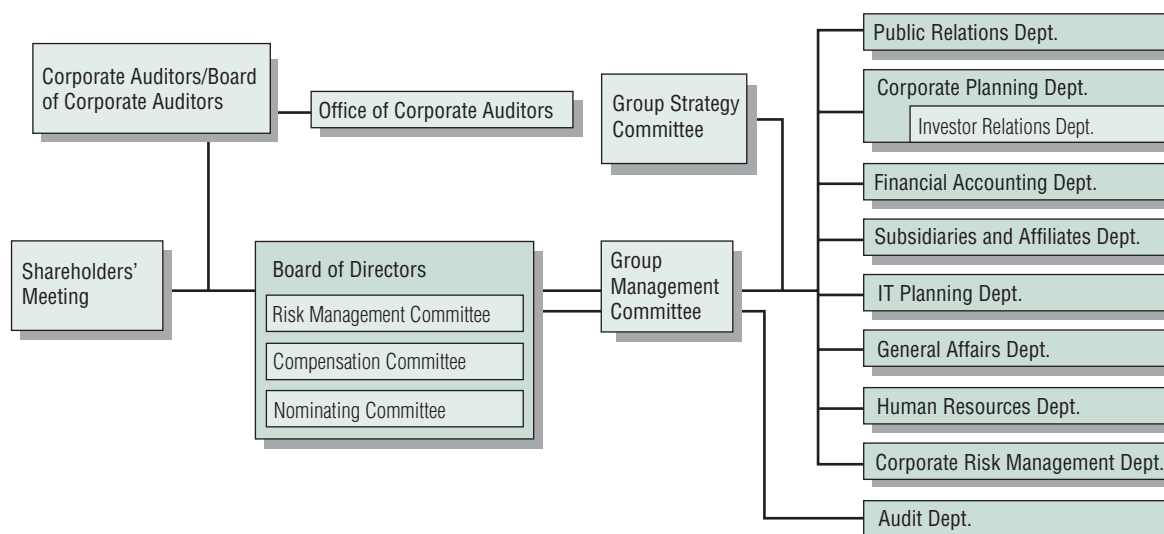 Corporate Auditors/Board
of Corporate Auditors
Office of Corporate Auditors
Group Strategy
Committee
Shareholders'
Meeting
Board of Directors
Risk Management Committee
Compensation Committee
Nominating Committee
Group
Management
Committee
Public Relations Dept.
Corporate Planning Dept.
Investor Relations Dept.
Financial Accounting Dept.
Subsidiaries and Affiliates Dept.
IT Planning Dept.
General Affairs Dept.
Human Resources Dept.
Corporate Risk Management Dept.
Audit Dept.